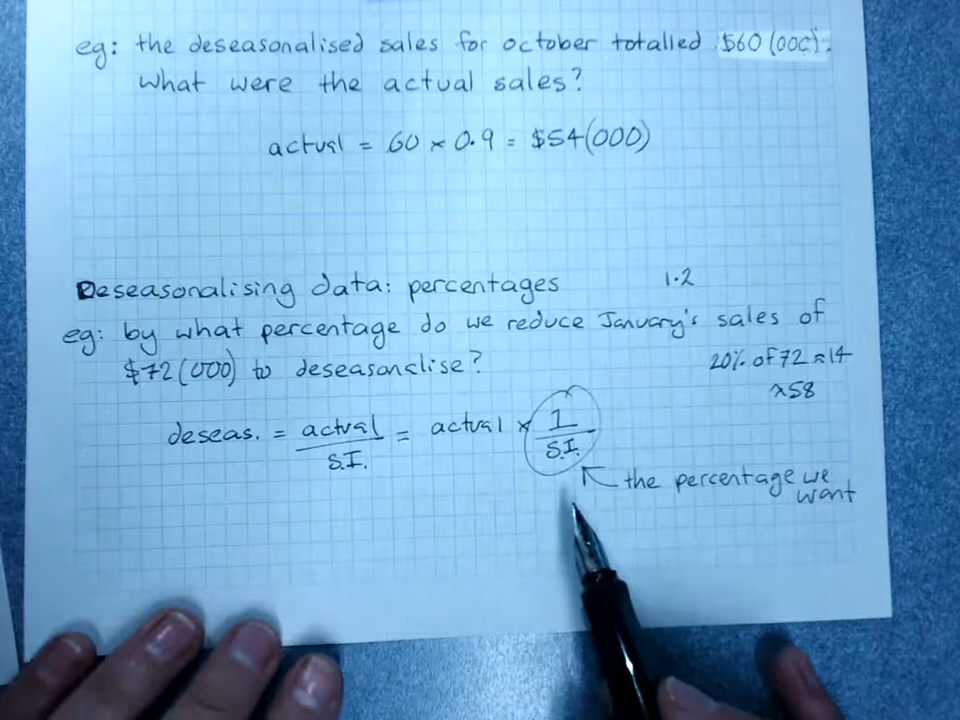 eg: the deseasonalised sales for october totalled $60(000).
what were the actual sales?
actual = 60 × 0.9 = $54(000)
Deseasonalising data: percentages
1.2
eg: by what percentage do we reduce January's sales of
$72(000) to deseasonalise?
20% of 72 ≈ 14
≈ 58
deseas. = actual/S.I. = actual × 1/S.I.
the percentage we
want